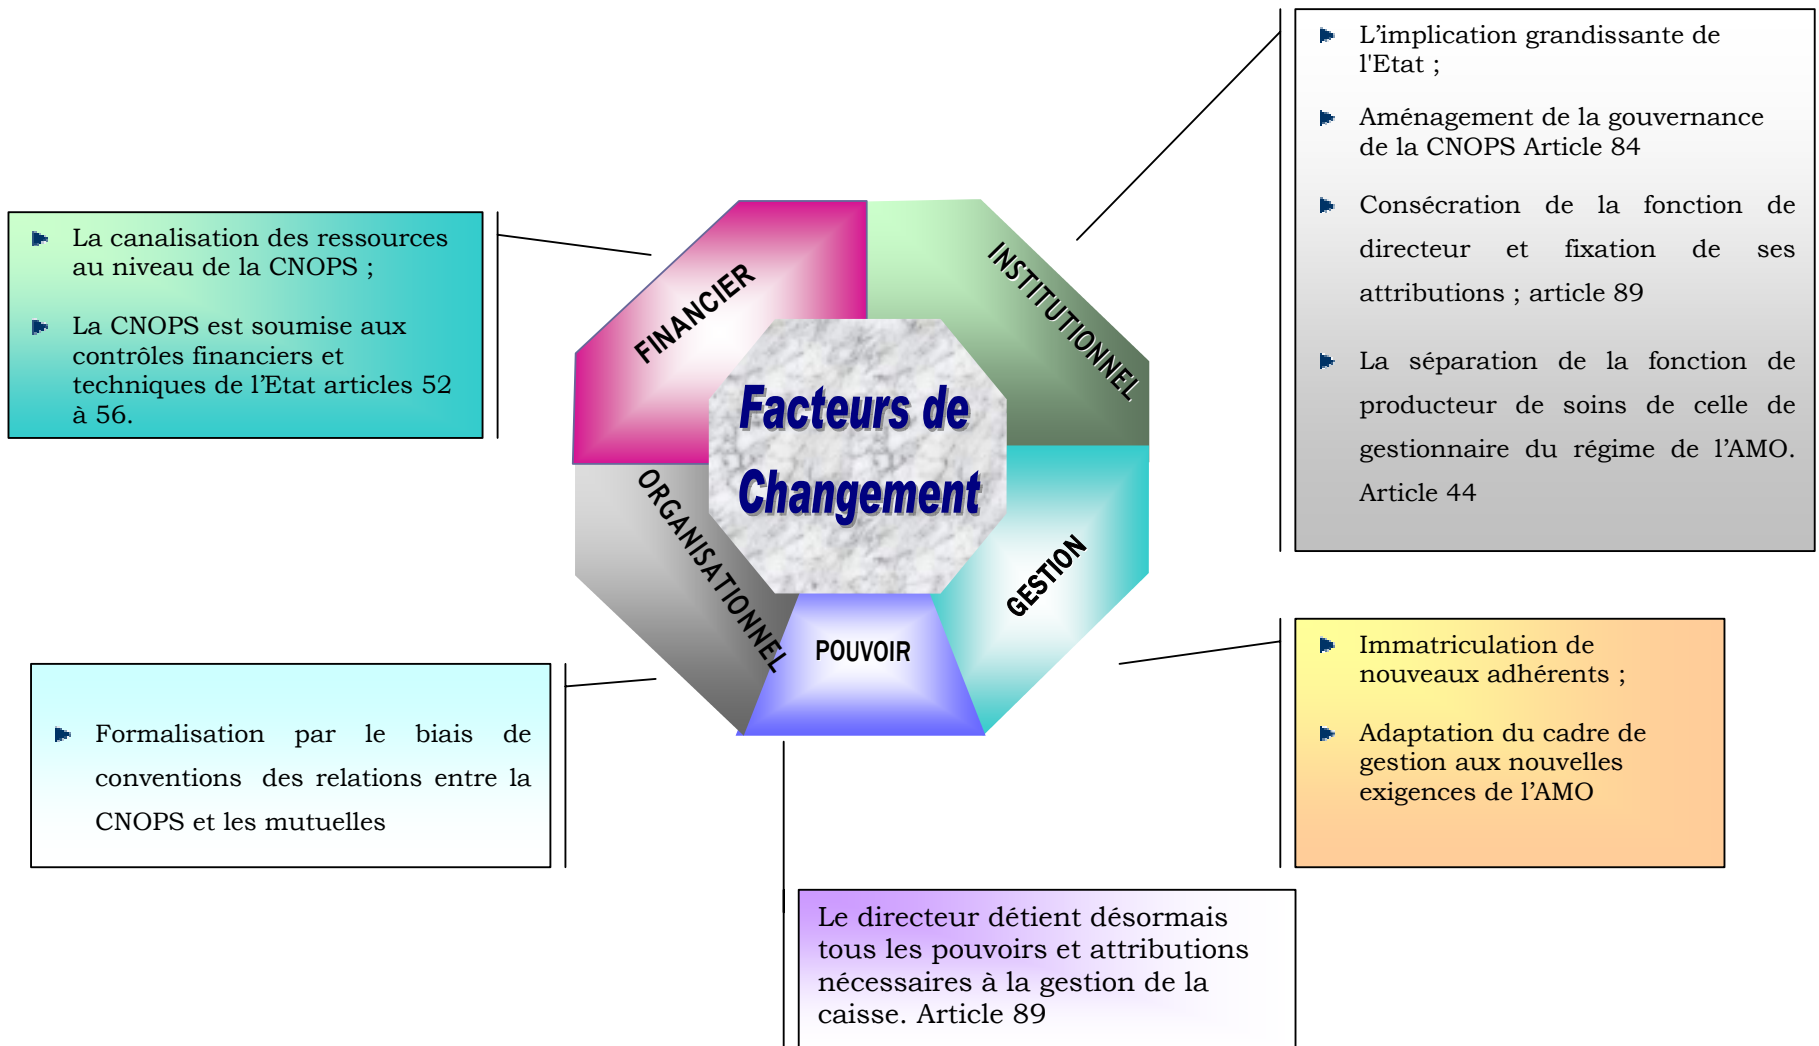 L'implication grandissante de
l'Etat ;
Aménagement de la gouvernance
de la CNOPS Article 84
Consécration de la fonction de
directeur et fixation de ses
attributions ; article 89
La séparation de la fonction de
producteur de soins de celle de
gestionnaire du régime de l'AMO.
Article 44
La canalisation des ressources
au niveau de la CNOPS ;
La CNOPS est soumise aux
contrôles financiers et
techniques de l'Etat articles 52
à 56.
FINANCIER
INSTITUTIONNEL
Facteurs de
Changement
ORGANISATIONNEL
GESTION
POUVOIR
Formalisation par le biais de
conventions des relations entre la
CNOPS et les mutuelles
Immatriculation de
nouveaux adhérents ;
Adaptation du cadre de
gestion aux nouvelles
exigences de l'AMO
Le directeur détient désormais
tous les pouvoirs et attributions
nécessaires à la gestion de la
caisse. Article 89